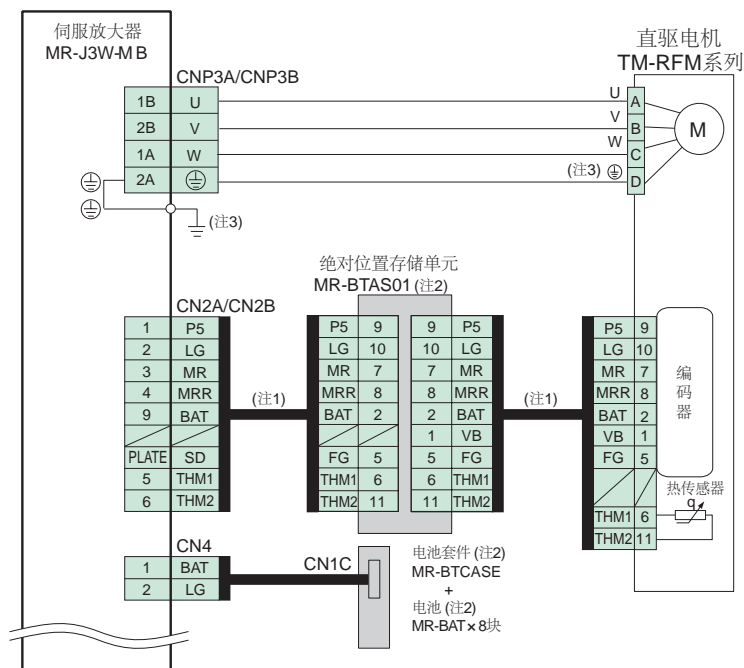 伺服放大器
MR-J3W-M B
直驱电机
TM-RFM系列
CNP3A/CNP3B
1B U
2B V
1A W
2A
U A
V B
W C
(注3) D
M
(注3)
绝对位置存储单元
MR-BTAS01 (注2)
CN2A/CN2B
1 P5
2 LG
3 MR
4 MRR
9 BAT
PLATE SD
5 THM1
6 THM2
(注1)
P5 9
LG 10
MR 7
MRR 8
BAT 2
FG 5
THM1 6
THM2 11
9 P5
10 LG
7 MR
8 MRR
2 BAT
1 VB
5 FG
6 THM1
11 THM2
(注1)
P5 9
LG 10
MR 7
MRR 8
BAT 2
VB 1
FG 5
THM1 6
THM2 11
编码器
热传感器
q
CN4
1 BAT
2 LG
CN1C
电池套件 (注2)
MR-BTCASE
+
电池 (注2)
MR-BAT×8块